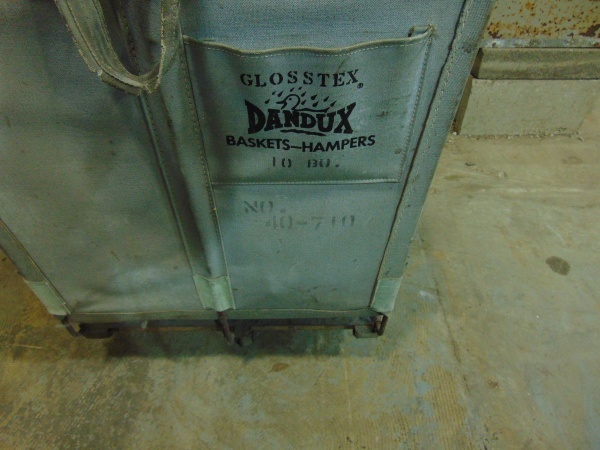 GLOSSTEX®
DANDUX
BASKETS—HAMPERS
10 BU.
NO.
40-710